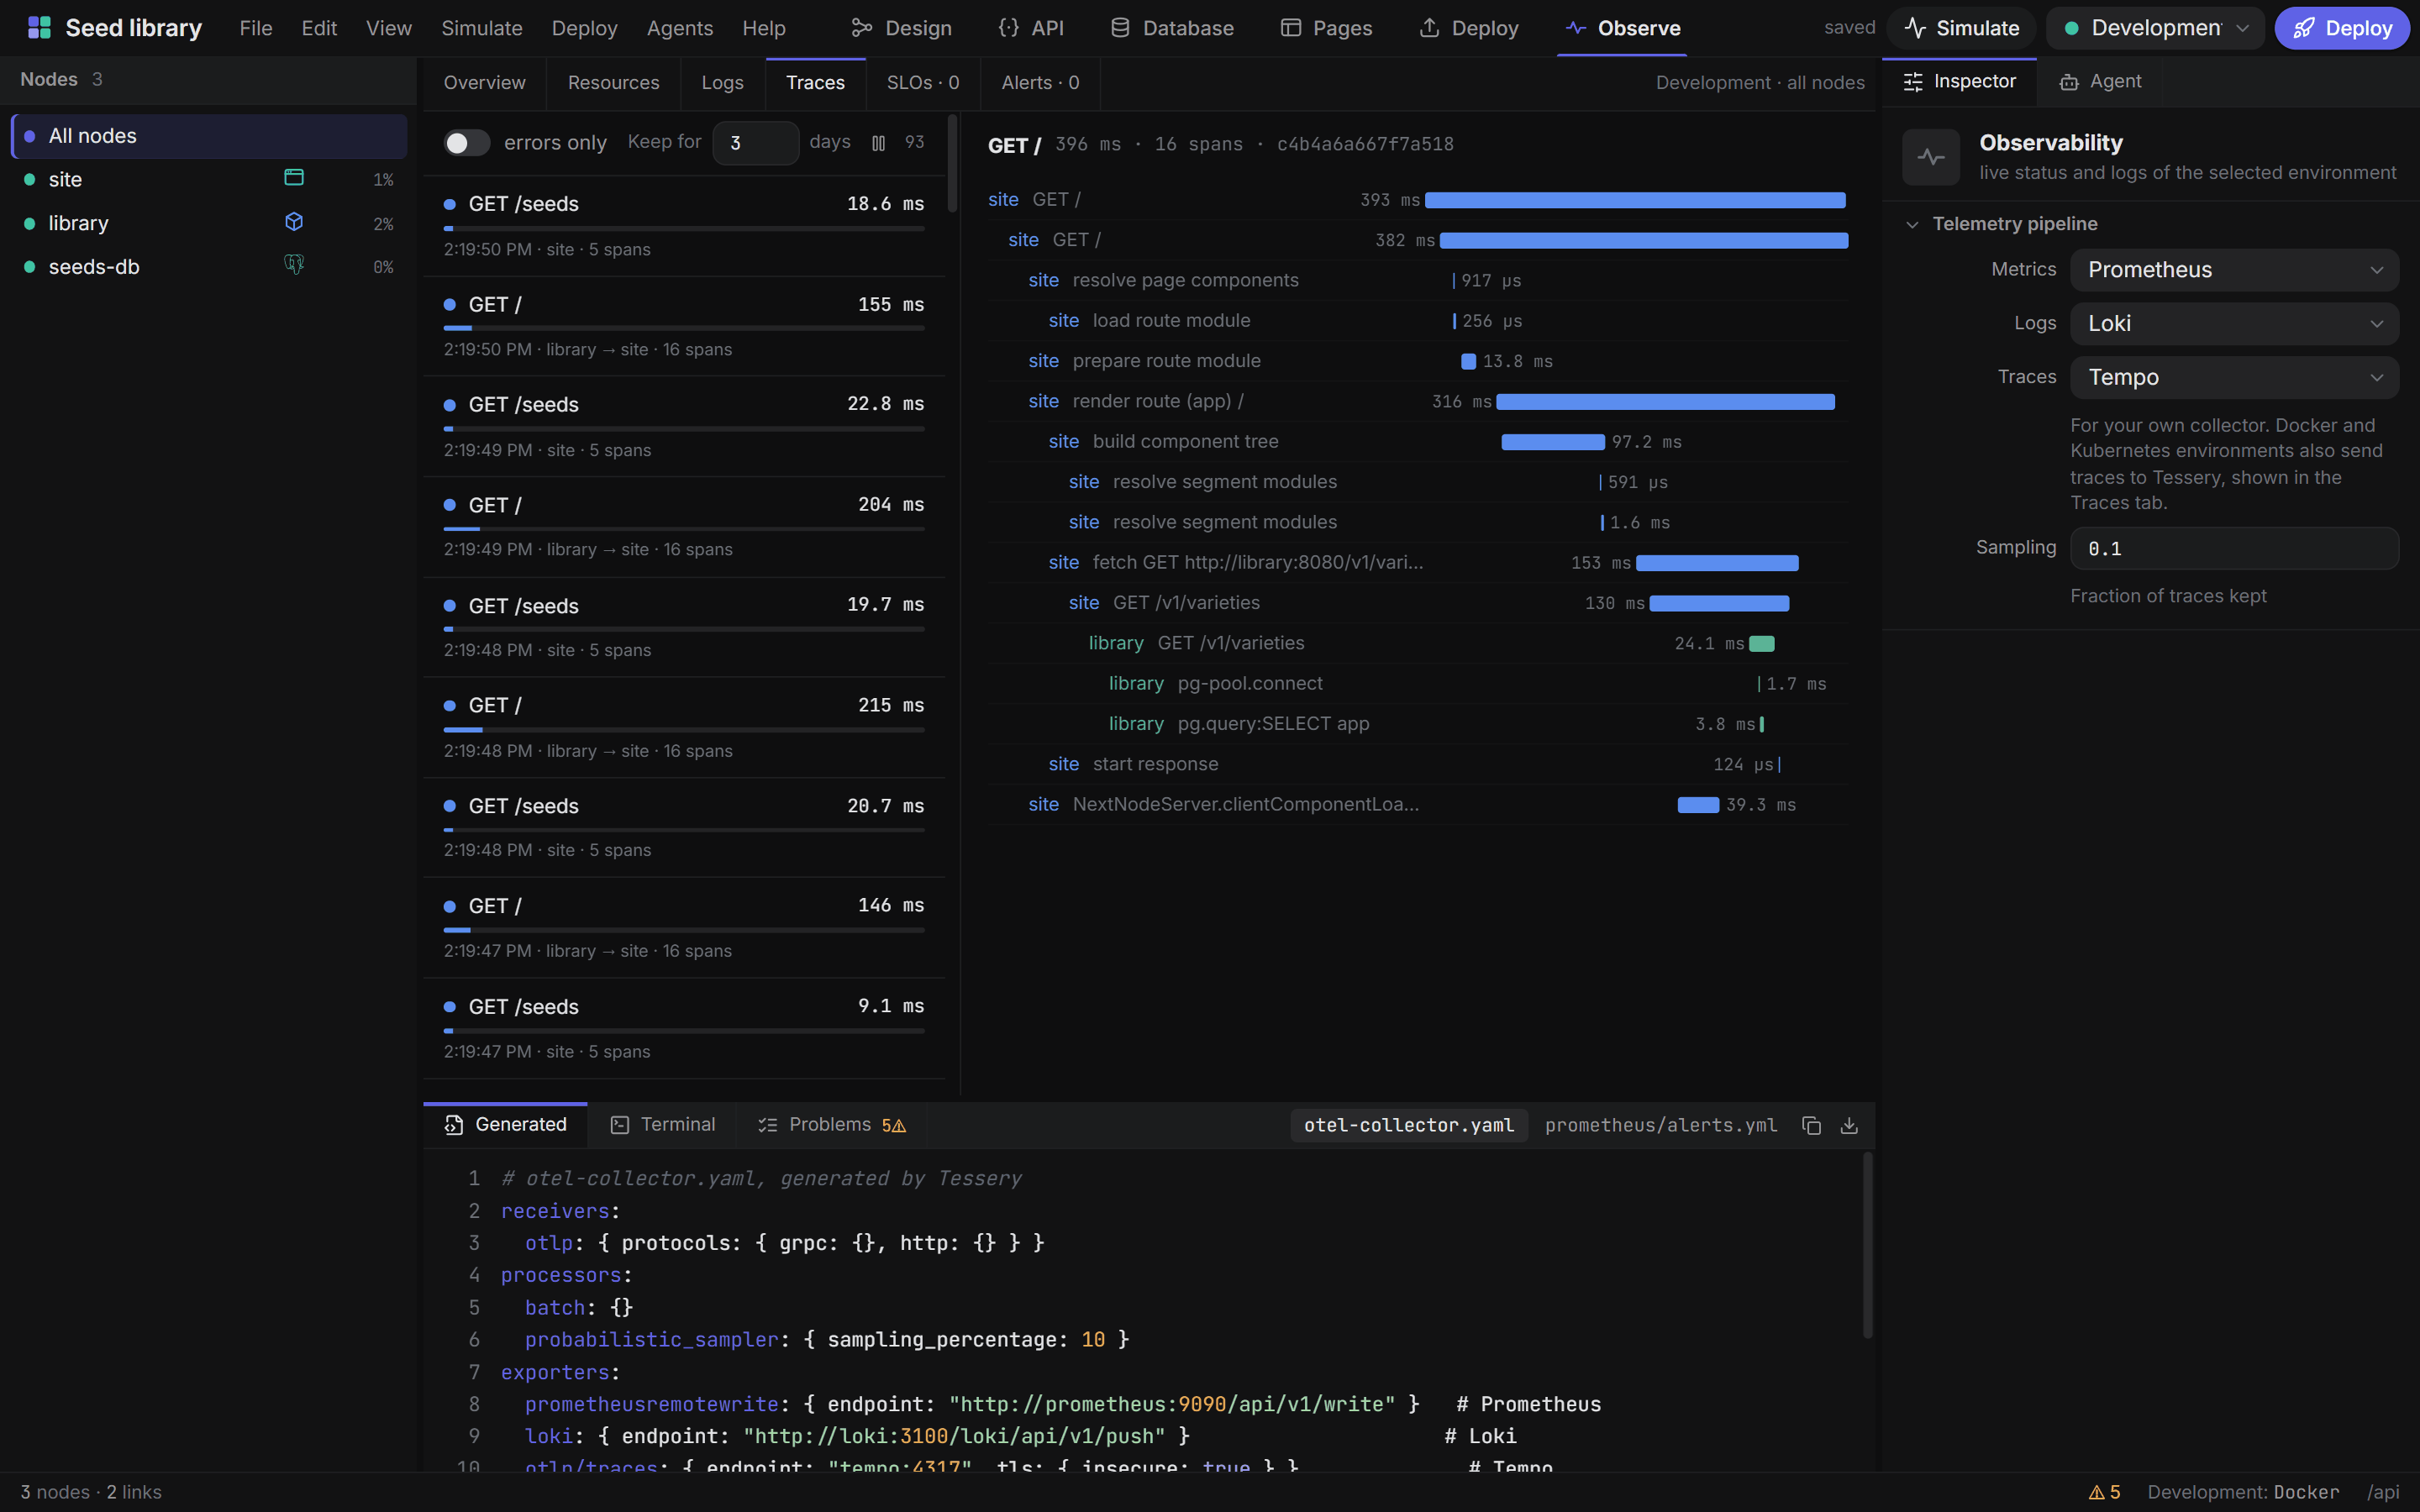 Seed library File Edit View Simulate Deploy Agents Help Design API Database Pages Deploy Observe saved Simulate Development Deploy
Nodes 3
All nodes
site 1%
library 2%
seeds-db 0%
Overview Resources Logs Traces SLOs · 0 Alerts · 0 Development · all nodes
errors only Keep for 3 days 93
GET /seeds 18.6 ms
2:19:50 PM · site · 5 spans
GET / 155 ms
2:19:50 PM · library → site · 16 spans
GET /seeds 22.8 ms
2:19:49 PM · site · 5 spans
GET / 204 ms
2:19:49 PM · library → site · 16 spans
GET /seeds 19.7 ms
2:19:48 PM · site · 5 spans
GET / 215 ms
2:19:48 PM · library → site · 16 spans
GET /seeds 20.7 ms
2:19:48 PM · site · 5 spans
GET / 146 ms
2:19:47 PM · library → site · 16 spans
GET /seeds 9.1 ms
2:19:47 PM · site · 5 spans
GET / 396 ms · 16 spans · c4b4a6a667f7a518
site GET / 393 ms
site GET / 382 ms
site resolve page components 917 µs
site load route module 256 µs
site prepare route module 13.8 ms
site render route (app) / 316 ms
site build component tree 97.2 ms
site resolve segment modules 591 µs
site resolve segment modules 1.6 ms
site fetch GET http://library:8080/v1/vari... 153 ms
site GET /v1/varieties 130 ms
library GET /v1/varieties 24.1 ms
library pg-pool.connect 1.7 ms
library pg.query:SELECT app 3.8 ms
site start response 124 µs
site NextNodeServer.clientComponentLoa... 39.3 ms
Inspector Agent
Observability
live status and logs of the selected environment
Telemetry pipeline
Metrics Prometheus
Logs Loki
Traces Tempo
For your own collector. Docker and
Kubernetes environments also send
traces to Tessery, shown in the
Traces tab.
Sampling 0.1
Fraction of traces kept
Generated Terminal Problems 5 otel-collector.yaml prometheus/alerts.yml
1 # otel-collector.yaml, generated by Tessery
2 receivers:
3 otlp: { protocols: { grpc: {}, http: {} } }
4 processors:
5 batch: {}
6 probabilistic_sampler: { sampling_percentage: 10 }
7 exporters:
8 prometheusremotewrite: { endpoint: "http://prometheus:9090/api/v1/write" } # Prometheus
9 loki: { endpoint: "http://loki:3100/loki/api/v1/push" } # Loki
10 otlp/traces: { endpoint: "tempo:4317", tls: { insecure: true } } # Tempo
3 nodes · 2 links 5 Development: Docker /api